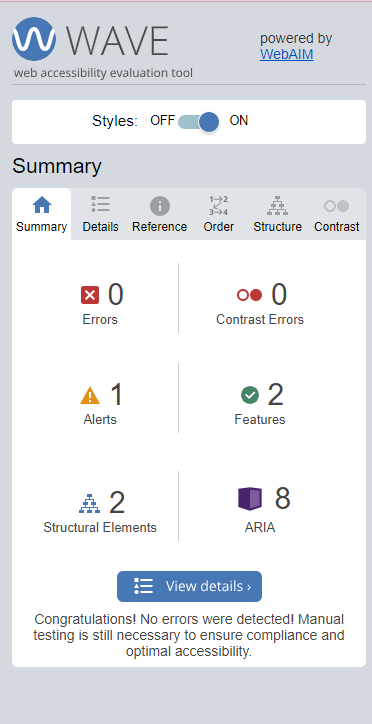 WAVE
powered by
WebAIM
web accessibility evaluation tool
Styles: OFF ON
Summary
Summary Details Reference Order Structure Contrast
0 0
Errors Contrast Errors
1 2
Alerts Features
2 8
Structural Elements ARIA
View details ›
Congratulations! No errors were detected! Manual
testing is still necessary to ensure compliance and
optimal accessibility.